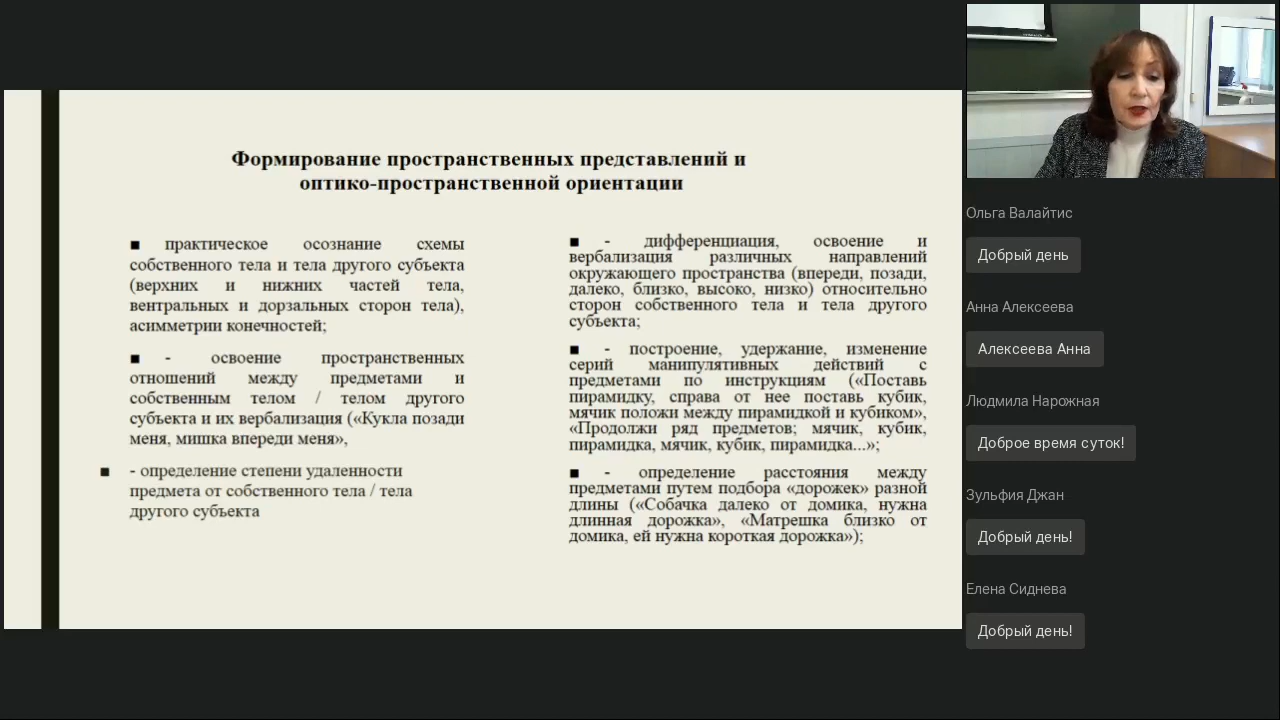 Формирование пространственных представлений и
оптико-пространственной ориентации
■ практическое осознание схемы
собственного тела и тела другого субъекта
(верхних и нижних частей тела,
вентральных и дорзальных сторон тела),
асимметрии конечностей;
■ - освоение пространственных
отношений между предметами и
собственным телом / телом другого
субъекта и их вербализация («Кукла позади
меня, мишка впереди меня»,
■ - определение степени удаленности
предмета от собственного тела / тела
другого субъекта
■ - дифференциация, освоение и
вербализация различных направлений
окружающего пространства (впереди, позади,
далеко, близко, высоко, низко) относительно
сторон собственного тела и тела другого
субъекта;
■ - построение, удержание, изменение
серий манипулятивных действий с
предметами по инструкциям («Поставь
пирамидку, справа от нее поставь кубик,
мячик положи между пирамидкой и кубиком»,
«Продолжи ряд предметов; мячик, кубик,
пирамидка, мячик, кубик, пирамидка...»;
■ - определение расстояния между
предметами путем подбора «дорожек» разной
длины («Собачка далеко от домика, нужна
длинная дорожка», «Матрешка близко от
домика, ей нужна короткая дорожка»);
Ольга Валайтис
Добрый день
Анна Алексеева
Алексеева Анна
Людмила Нарожная
Доброе время суток!
Зульфия Джан
Добрый день!
Елена Сиднева
Добрый день!